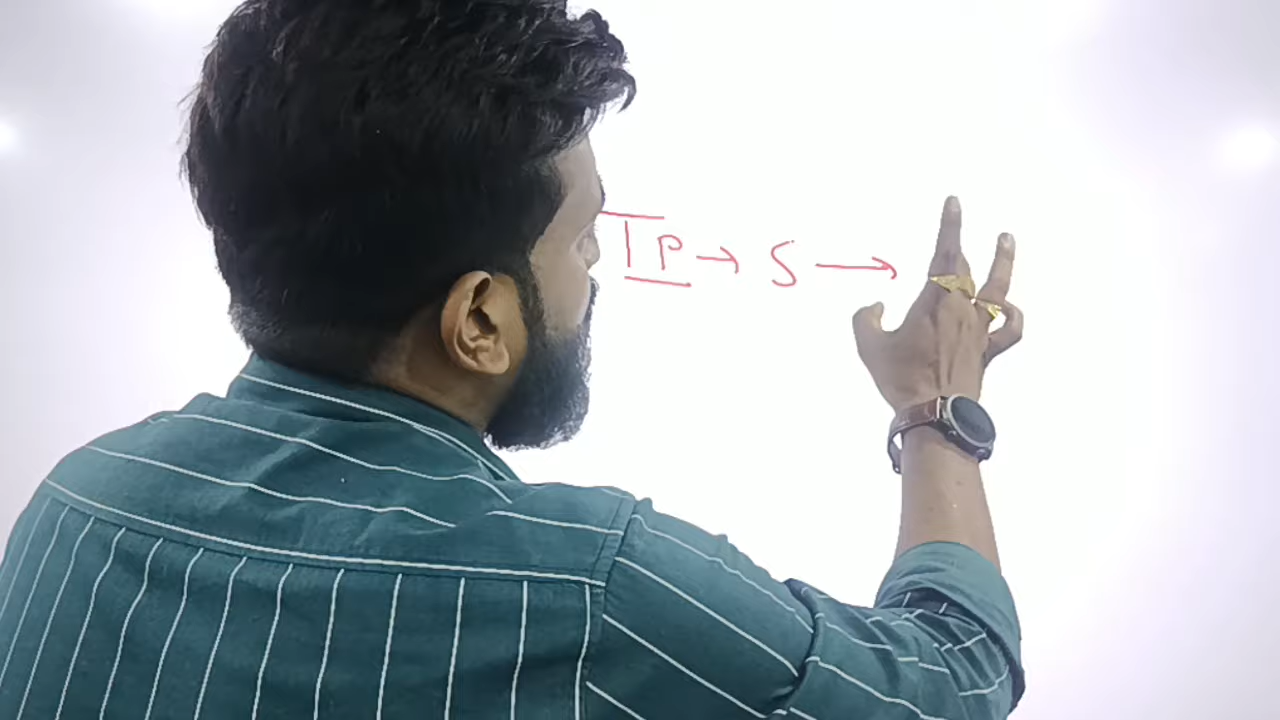 TP → S →